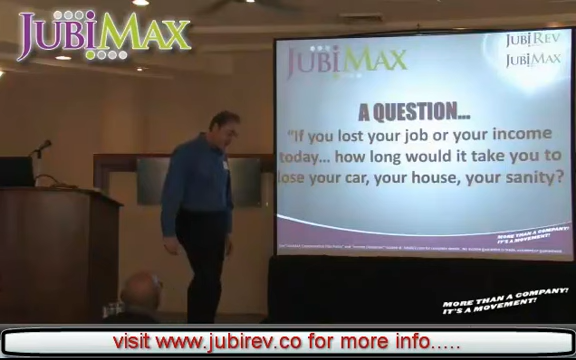 JUBIMAX
JUBIREV
JUBIMAX
JUBIMAX
A QUESTION...
"If you lost your job or your income
today... how long would it take you to
lose your car, your house, your sanity?
MORE THAN A COMPANY!
IT'S A MOVEMENT!
MORE THAN A COMPANY!
IT'S A MOVEMENT!
visit www.jubirev.co for more info.....